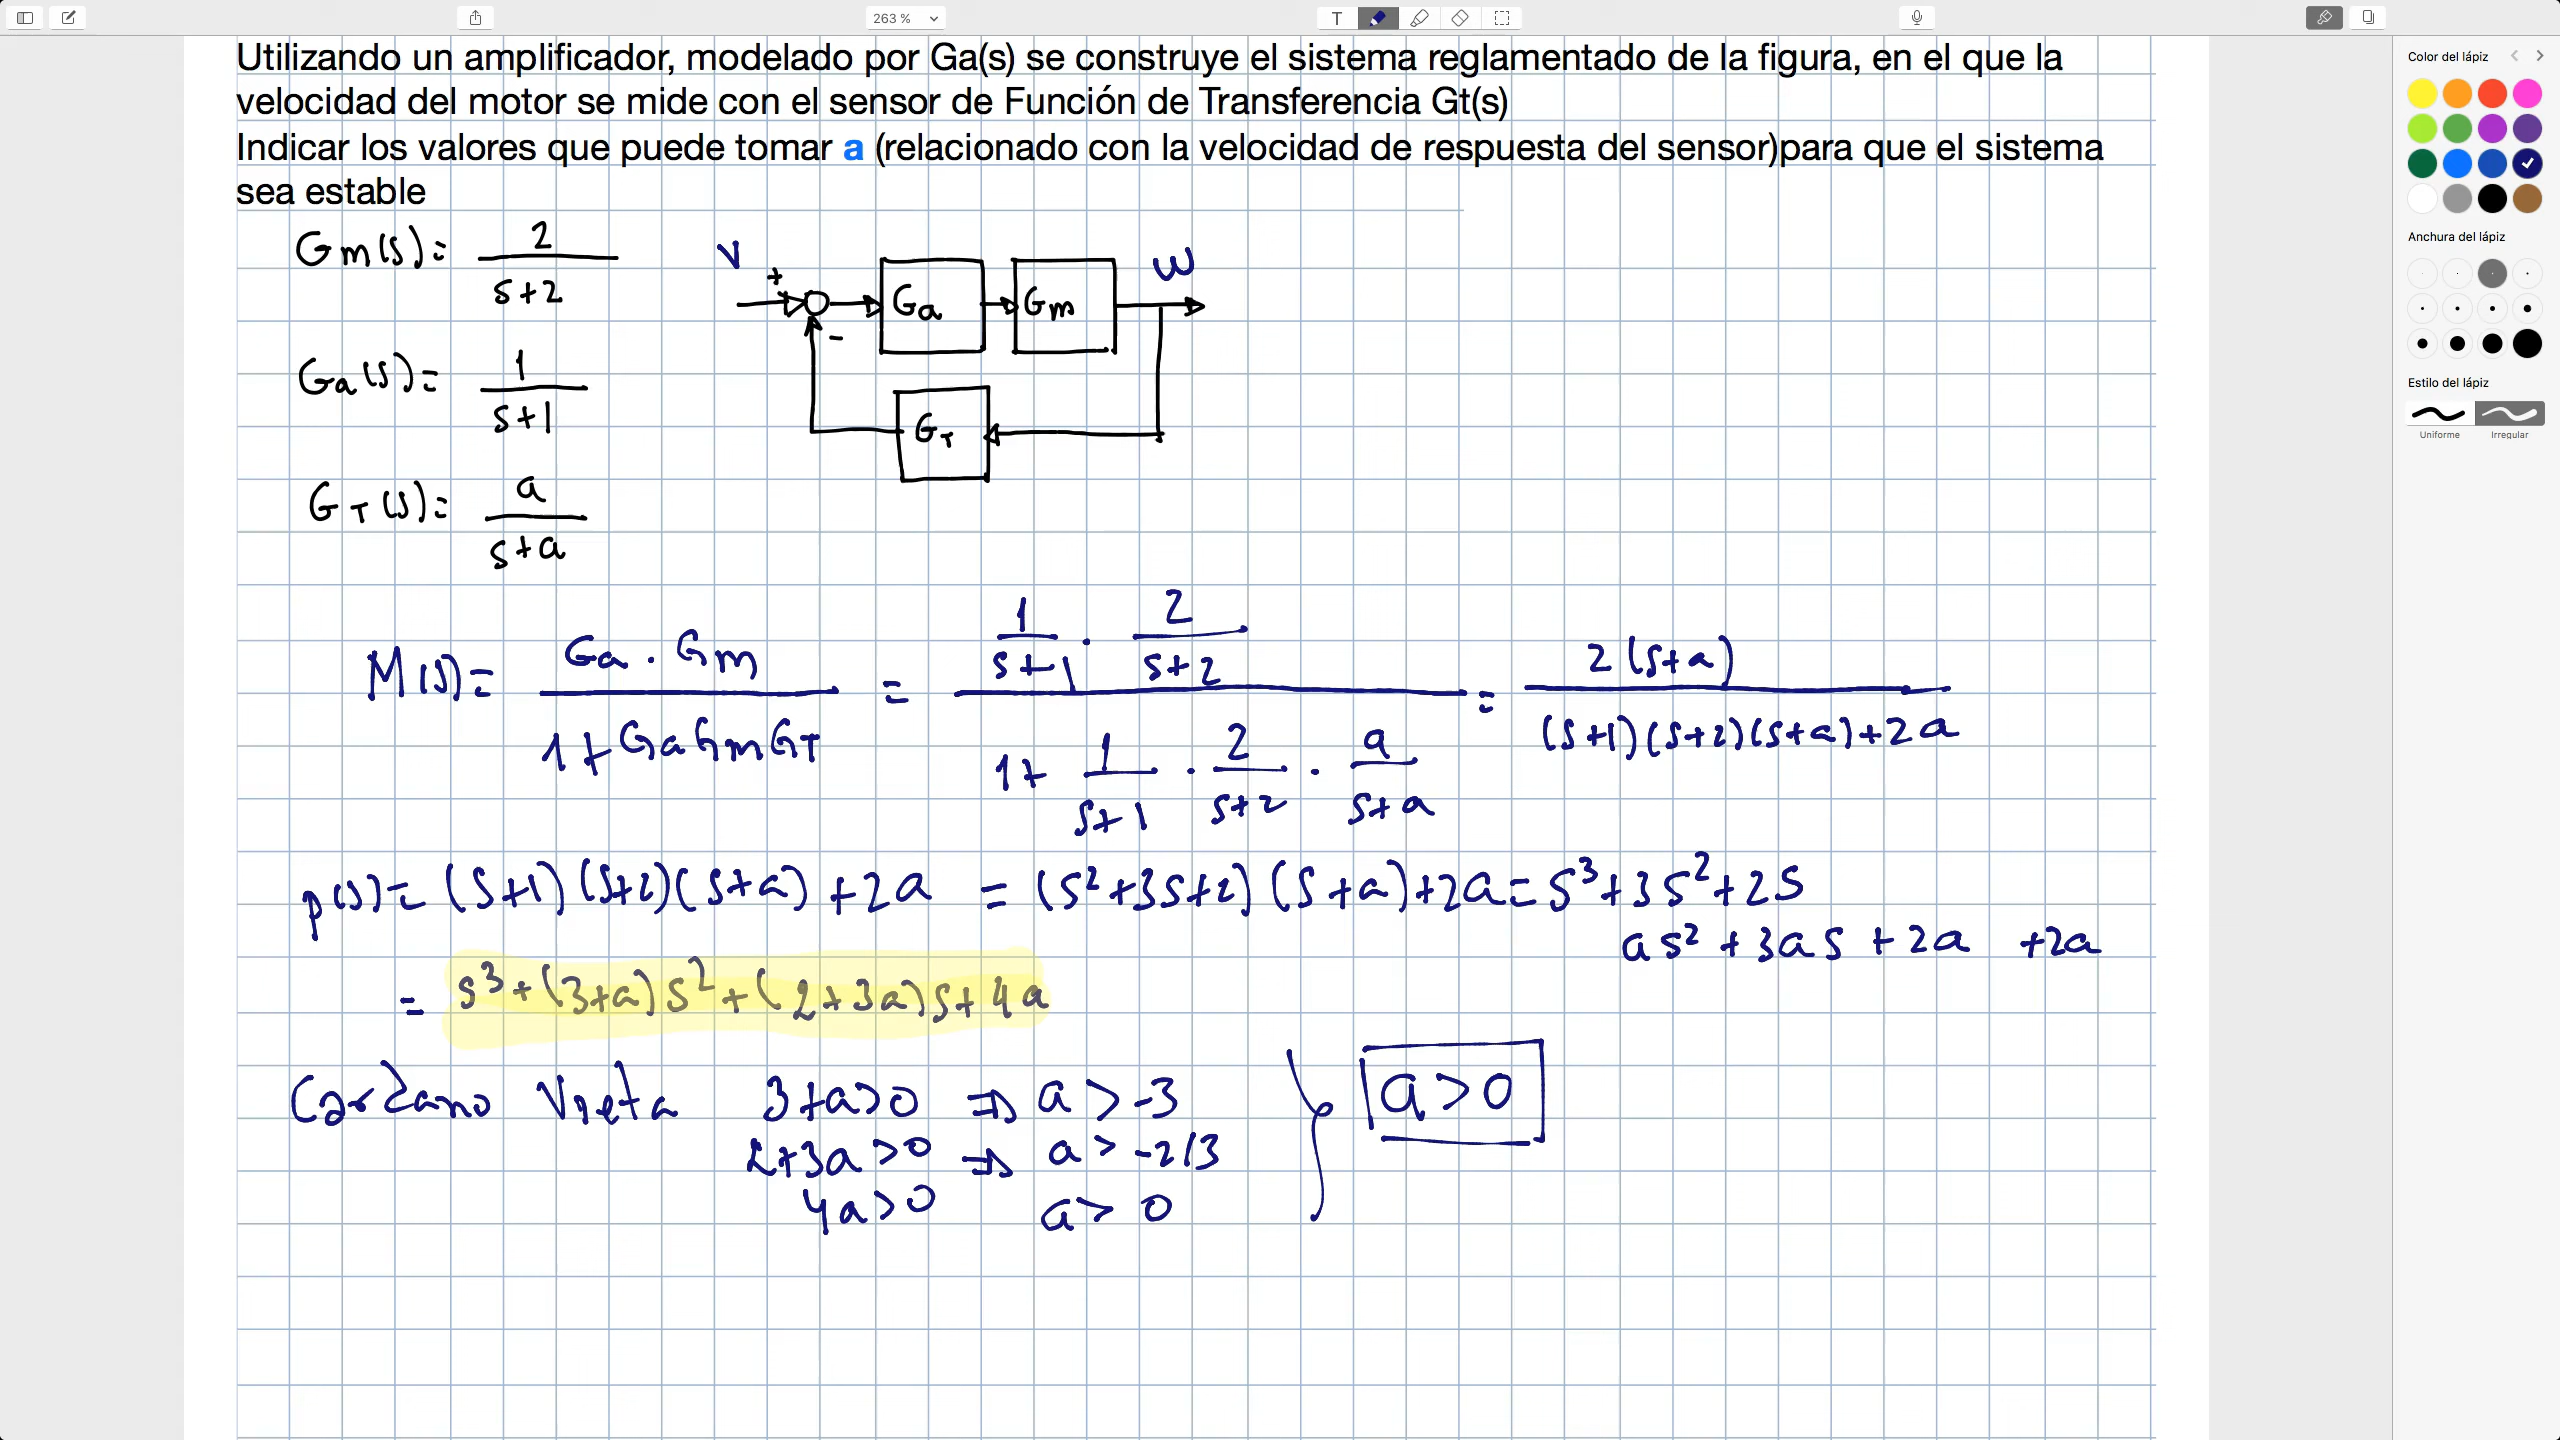 263 %
T
Utilizando un amplificador, modelado por Ga(s) se construye el sistema reglamentado de la figura, en el que la
velocidad del motor se mide con el sensor de Función de Transferencia Gt(s)
Indicar los valores que puede tomar a (relacionado con la velocidad de respuesta del sensor)para que el sistema
sea estable
Gm(s)= 2/(s+2)
Ga(s)= 1/(s+1)
GT(s)= a/(s+a)
V + - Ga Gm ω
GT
M(s)= Ga.Gm/(1+GaGmGT) = (1/(s+1) · 2/(s+2))/(1+ 1/(s+1) · 2/(s+2) · a/(s+a)) = 2(s+a)/((s+1)(s+2)(s+a)+2a)
p(s)= (s+1)(s+2)(s+a)+2a = (s²+3s+2)(s+a)+2a= s³+3s²+2s
as²+3as+2a +2a
= s³+(3+a)s²+(2+3a)s+4a
Cardano Vieta 3+a>0 ⇒ a>-3
2+3a>0 ⇒ a>-2/3
4a>0 a>0
} a>0
Color del lápiz
Anchura del lápiz
Estilo del lápiz
Uniforme Irregular